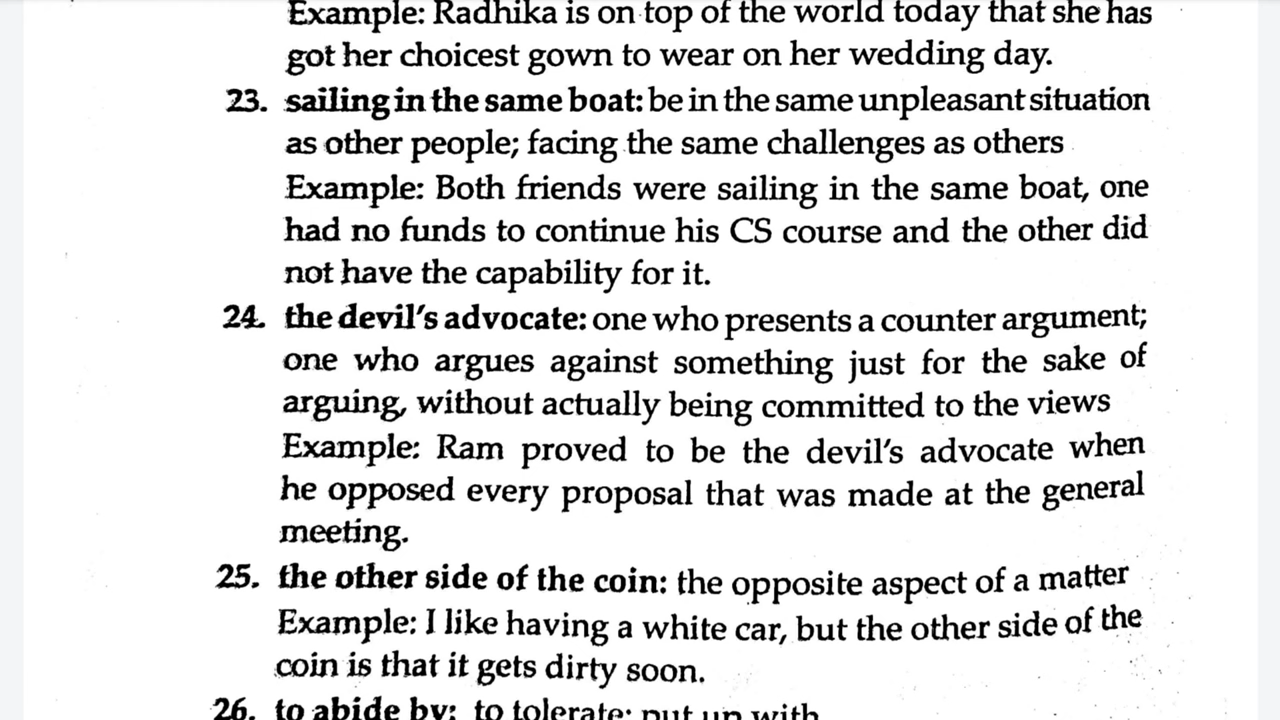 Example: Radhika is on top of the world today that she has
got her choicest gown to wear on her wedding day.
23. sailing in the same boat: be in the same unpleasant situation
as other people; facing the same challenges as others
Example: Both friends were sailing in the same boat, one
had no funds to continue his CS course and the other did
not have the capability for it.
24. the devil's advocate: one who presents a counter argument;
one who argues against something just for the sake of
arguing, without actually being committed to the views
Example: Ram proved to be the devil's advocate when
he opposed every proposal that was made at the general
meeting.
25. the other side of the coin: the opposite aspect of a matter
Example: I like having a white car, but the other side of the
coin is that it gets dirty soon.
26. to abide by: to tolerate; put up with